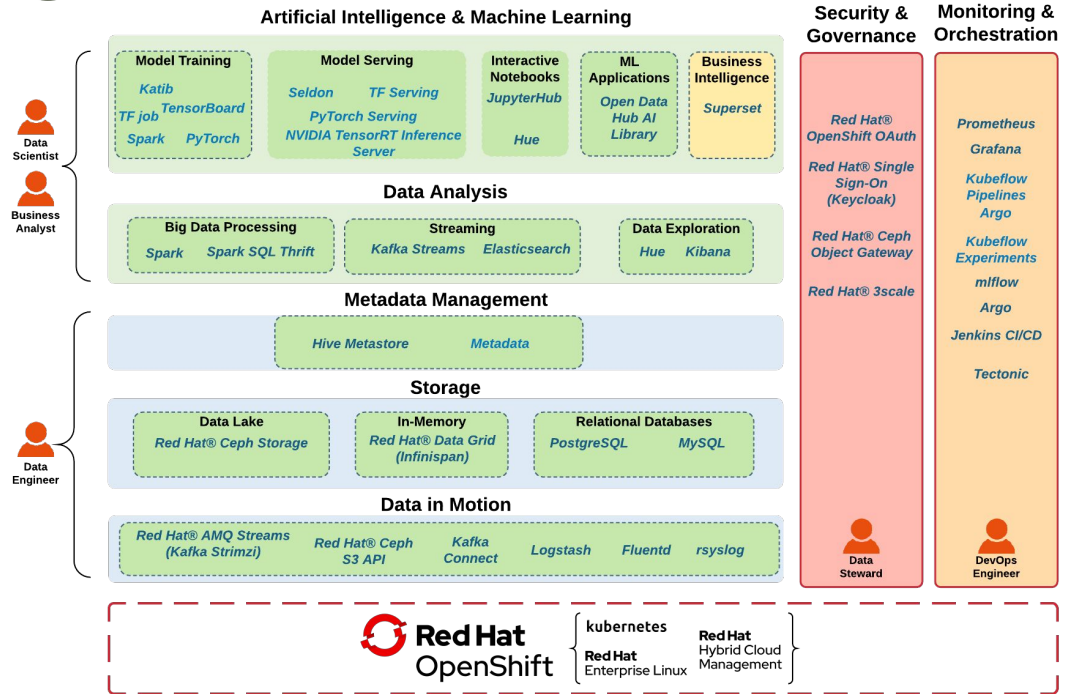 Artificial Intelligence & Machine Learning
Security &
Governance
Monitoring &
Orchestration
Data
Scientist
Business
Analyst
Model Training
Katib
TensorBoard
TF job
Spark
PyTorch
Model Serving
Seldon
TF Serving
PyTorch Serving
NVIDIA TensorRT Inference
Server
Interactive
Notebooks
JupyterHub
Hue
ML
Applications
Open Data
Hub AI
Library
Business
Intelligence
Superset
Data Analysis
Big Data Processing
Spark
Spark SQL Thrift
Streaming
Kafka Streams
Elasticsearch
Data Exploration
Hue
Kibana
Data
Engineer
Metadata Management
Hive Metastore
Metadata
Storage
Data Lake
Red Hat® Ceph Storage
In-Memory
Red Hat® Data Grid
(Infinispan)
Relational Databases
PostgreSQL
MySQL
Data in Motion
Red Hat® AMQ Streams
(Kafka Strimzi)
Red Hat® Ceph
S3 API
Kafka
Connect
Logstash
Fluentd
rsyslog
Red Hat®
OpenShift OAuth
Red Hat® Single
Sign-On
(Keycloak)
Red Hat® Ceph
Object Gateway
Red Hat® 3scale
Data
Steward
Prometheus
Grafana
Kubeflow
Pipelines
Argo
Kubeflow
Experiments
mlflow
Argo
Jenkins CI/CD
Tectonic
DevOps
Engineer
Red Hat
OpenShift
kubernetes
Red Hat
Enterprise Linux
Red Hat
Hybrid Cloud
Management